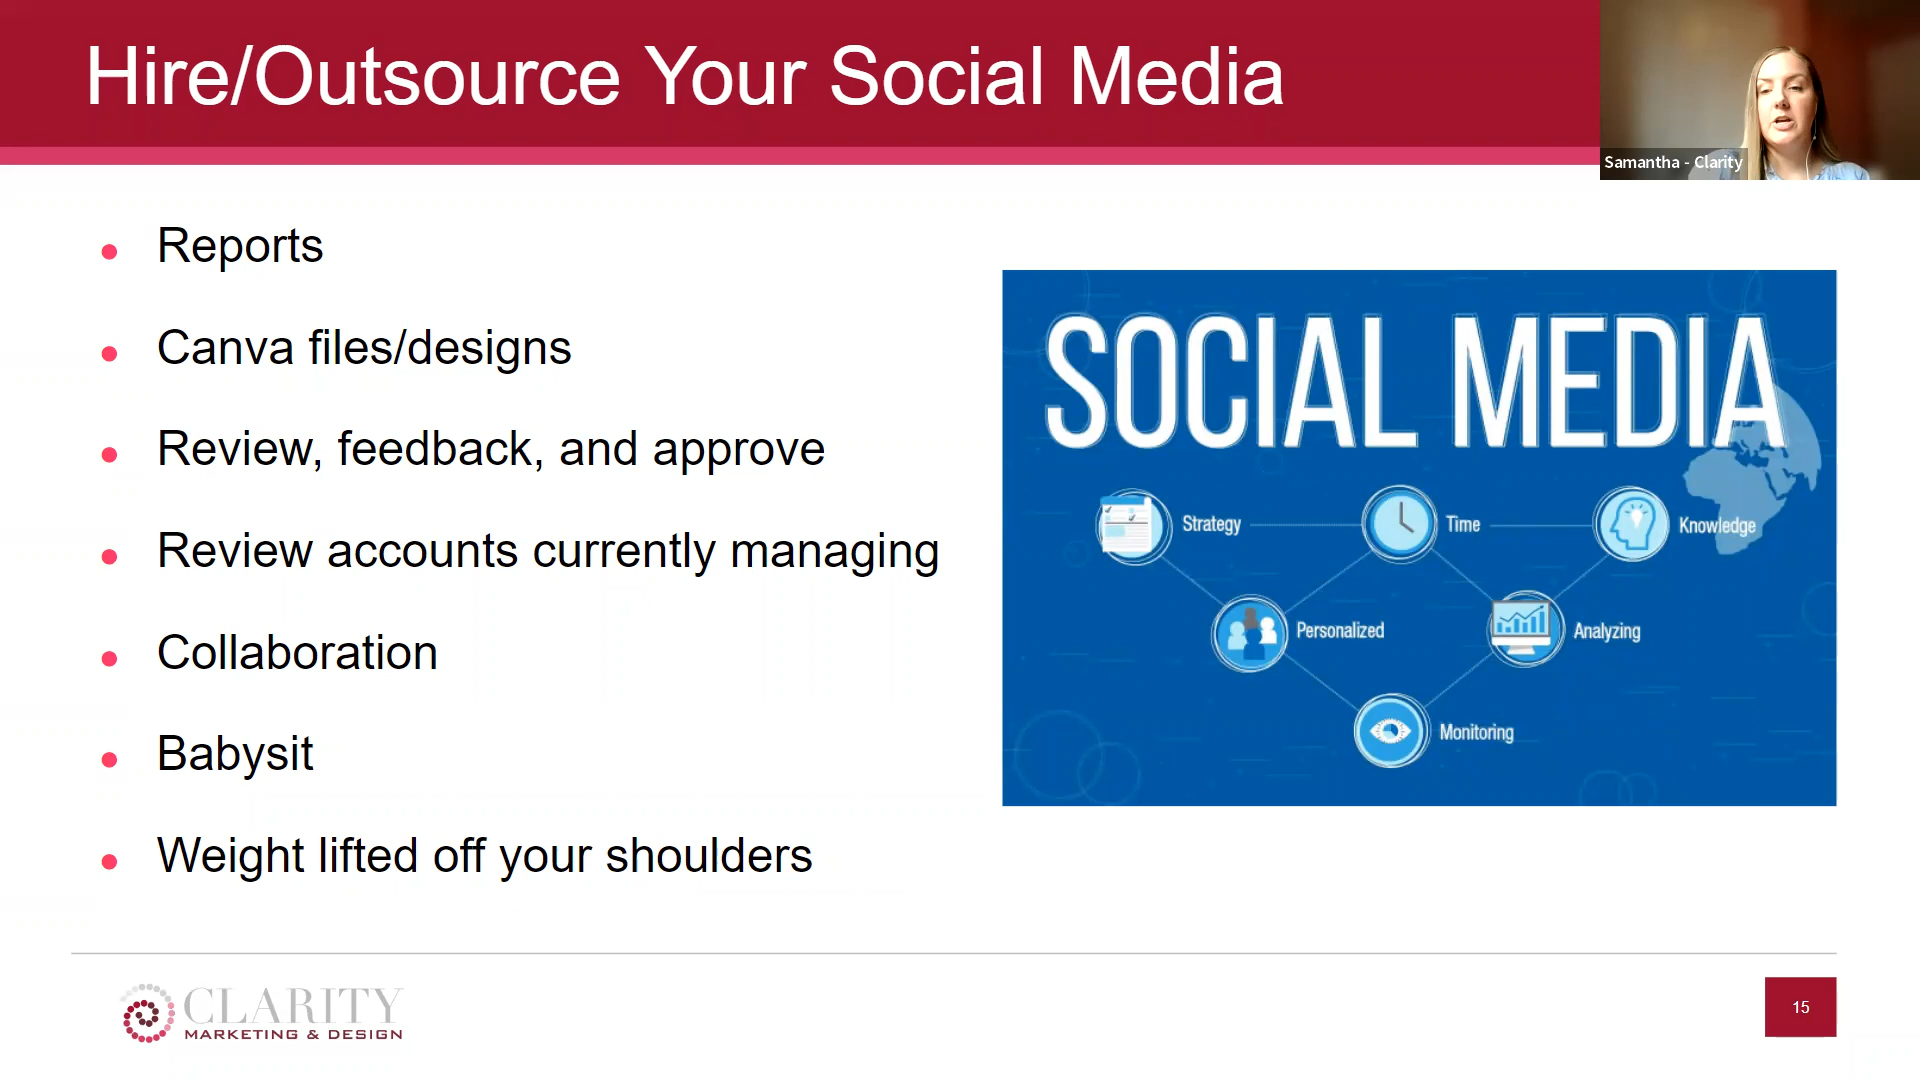 Hire/Outsource Your Social Media
Samantha - Clarity
Reports
Canva files/designs
Review, feedback, and approve
Review accounts currently managing
Collaboration
Babysit
Weight lifted off your shoulders
SOCIAL MEDIA
Strategy
Time
Knowledge
Personalized
Analyzing
Monitoring
CLARITY
MARKETING & DESIGN
15